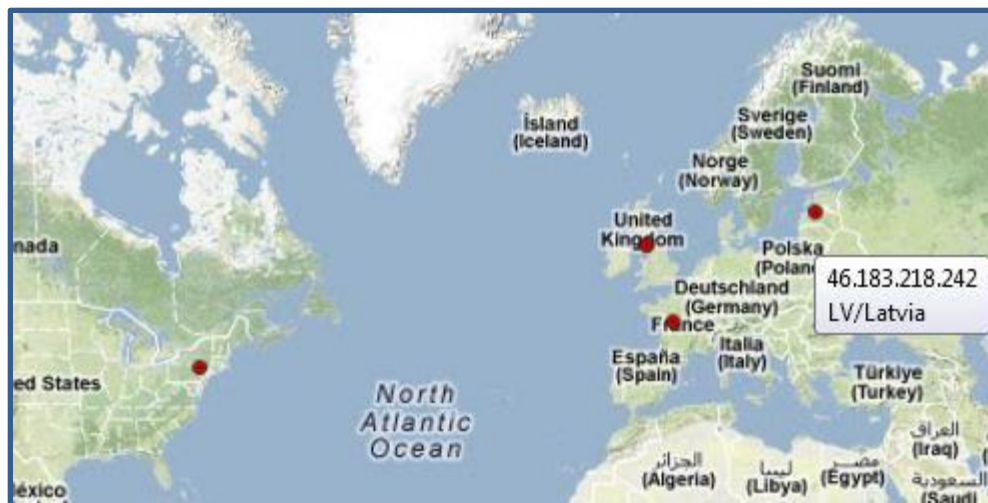 Suomi
(Finland)
Ísland
(Iceland)
Sverige
(Sweden)
Norge
(Norway)
United
Kingdom
nada
Polska
(Poland)
46.183.218.242
LV/Latvia
Deutschland
(Germany)
France
Italia
(Italy)
España
(Spain)
ed States
Türkiye
(Turkey)
North
Atlantic
Ocean
العراق
(Iraq)
الجزائر
(Algeria)
ليبيا
(Libya)
مصر
(Egypt)
السعودية
(Saudi
éxico